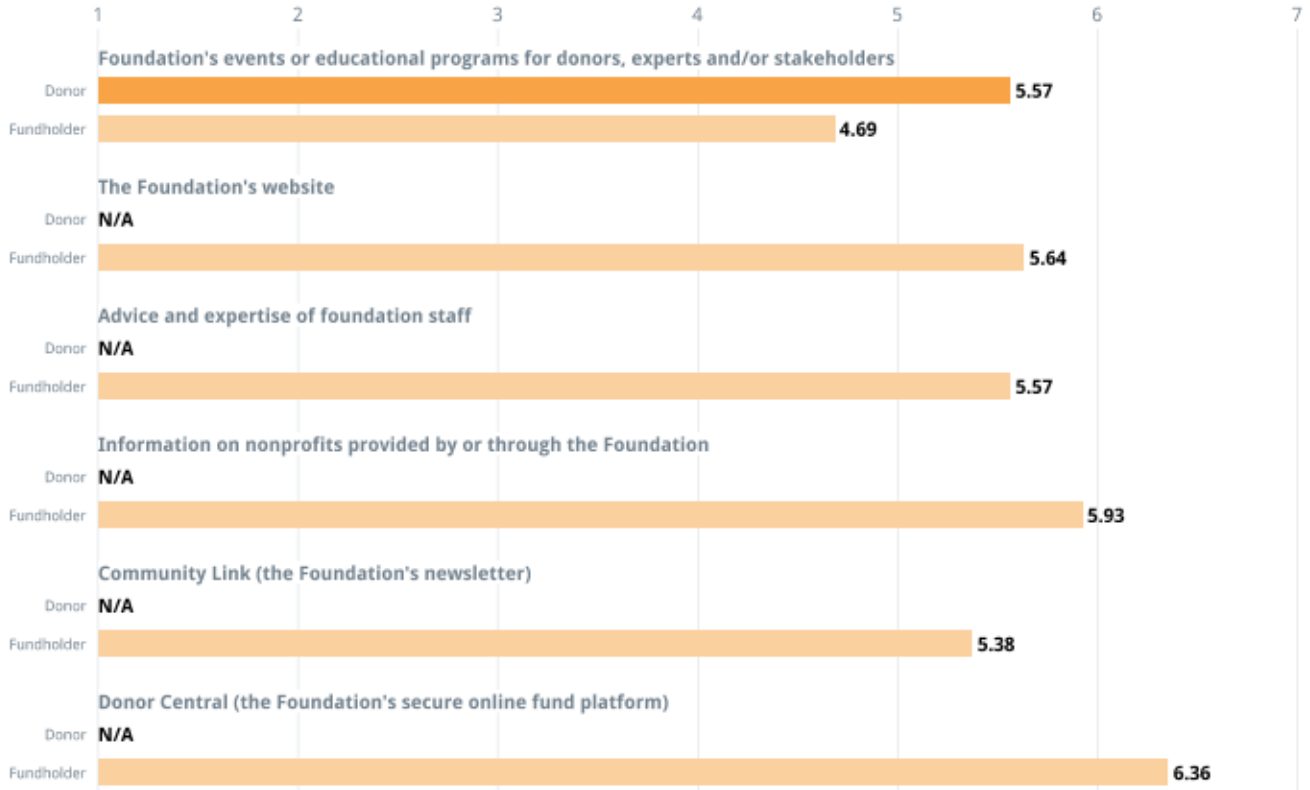 1 2 3 4 5 6 7
Foundation's events or educational programs for donors, experts and/or stakeholders
Donor 5.57
Fundholder 4.69
The Foundation's website
Donor N/A
Fundholder 5.64
Advice and expertise of foundation staff
Donor N/A
Fundholder 5.57
Information on nonprofits provided by or through the Foundation
Donor N/A
Fundholder 5.93
Community Link (the Foundation's newsletter)
Donor N/A
Fundholder 5.38
Donor Central (the Foundation's secure online fund platform)
Donor N/A
Fundholder 6.36